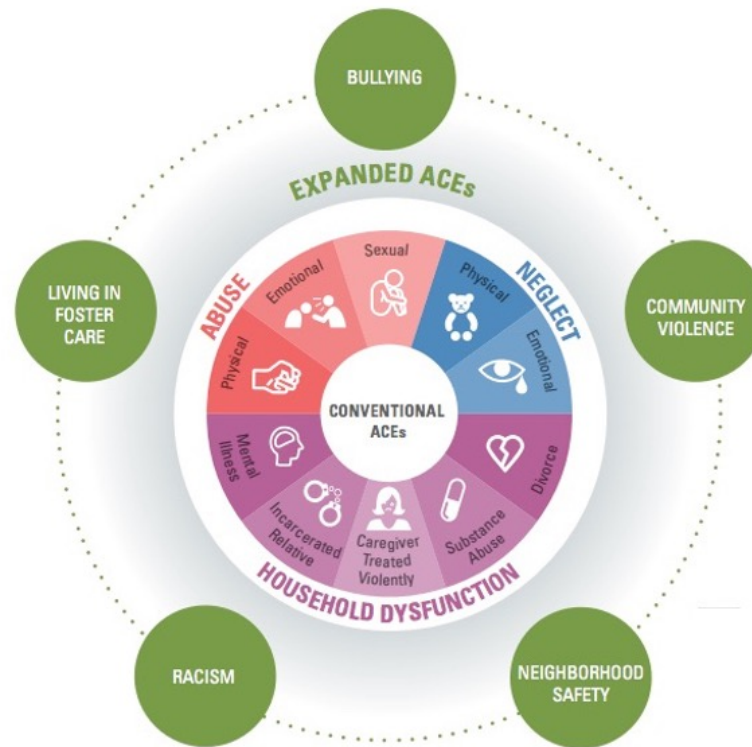 BULLYING
EXPANDED ACEs
LIVING IN
FOSTER
CARE
COMMUNITY
VIOLENCE
ABUSE
Physical
Emotional
Sexual
NEGLECT
Physical
Emotional
CONVENTIONAL
ACEs
Mental
Illness
Incarcerated
Relative
Caregiver
Treated
Violently
Substance
Abuse
Divorce
HOUSEHOLD DYSFUNCTION
RACISM
NEIGHBORHOOD
SAFETY